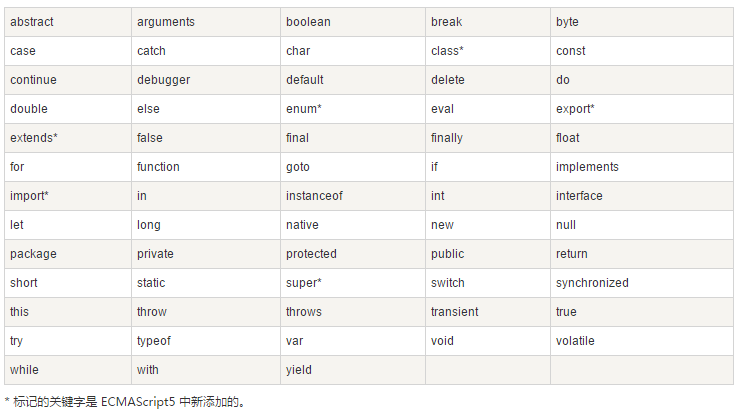 abstract arguments boolean break byte
case catch char class* const
continue debugger default delete do
double else enum* eval export*
extends* false final finally float
for function goto if implements
import* in instanceof int interface
let long native new null
package private protected public return
short static super* switch synchronized
this throw throws transient true
try typeof var void volatile
while with yield
* 标记的关键字是 ECMAScript5 中新添加的。